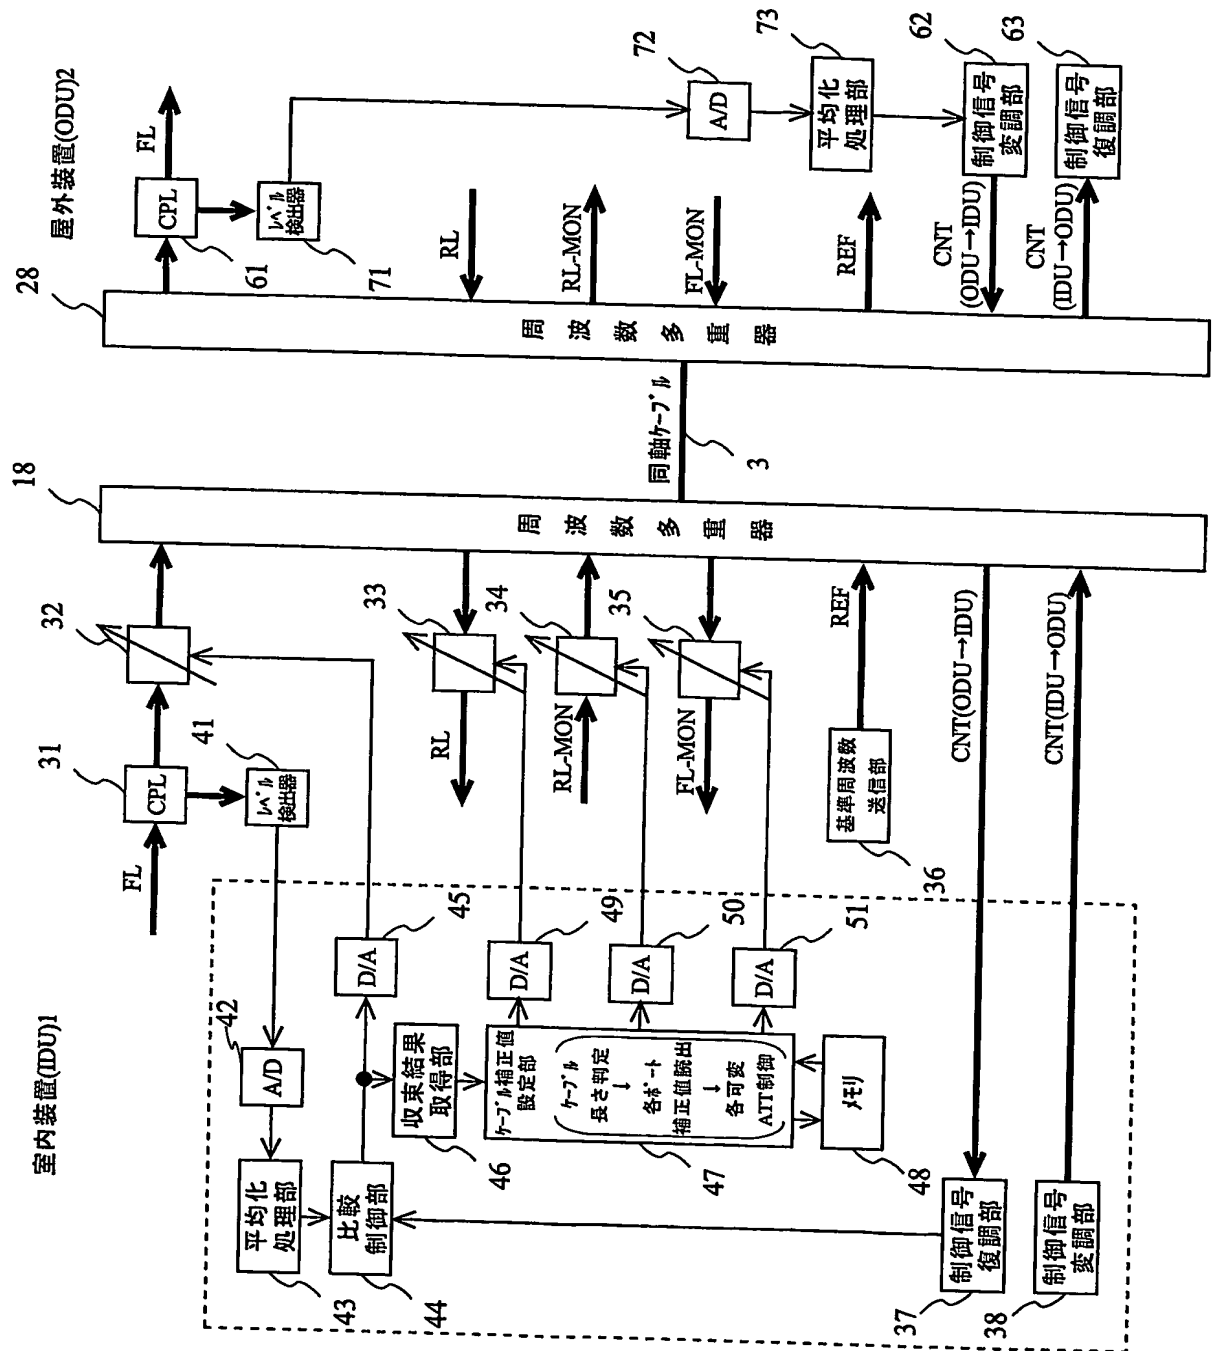 室内装置(IDU)1
屋外装置(ODU)2
FL
31
CPL
41
ﾚﾍﾞﾙ
検出器
32
18
周波数多重器
28
周波数多重器
同軸ｹｰﾌﾞﾙ
3
61
CPL
FL
ﾚﾍﾞﾙ
検出器
71
72
A/D
73
平均化
処理部
62
制御信号
変調部
63
制御信号
復調部
42
A/D
43
平均化
処理部
44
比較
制御部
45
D/A
46
収束結果
取得部
47
ｹｰﾌﾞﾙ補正値
設定部
ｹｰﾌﾞﾙ
長さ判定
↓
各ﾎﾟｰﾄ
補正値読出
↓
各可変
ATT制御
48
ﾒﾓﾘ
49
D/A
50
D/A
51
D/A
33
RL
RL
34
RL-MON
RL-MON
35
FL-MON
FL-MON
36
基準周波数
送信部
REF
REF
37
制御信号
復調部
CNT(ODU→IDU)
CNT
(ODU→IDU)
38
制御信号
変調部
CNT(IDU→ODU)
CNT
(IDU→ODU)